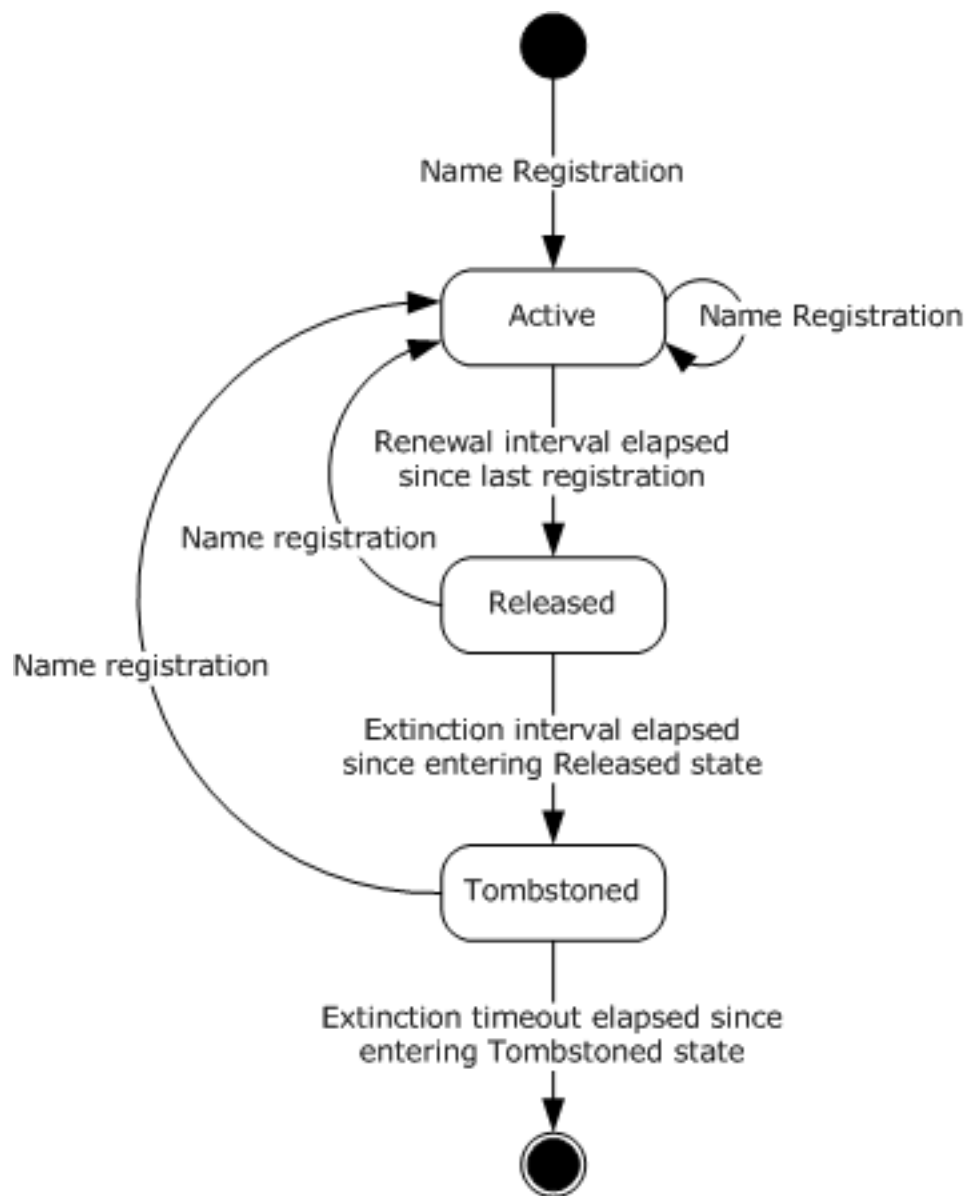 Name Registration
Active
Name Registration
Renewal interval elapsed
since last registration
Name registration
Released
Name registration
Extinction interval elapsed
since entering Released state
Tombstoned
Extinction timeout elapsed since
entering Tombstoned state